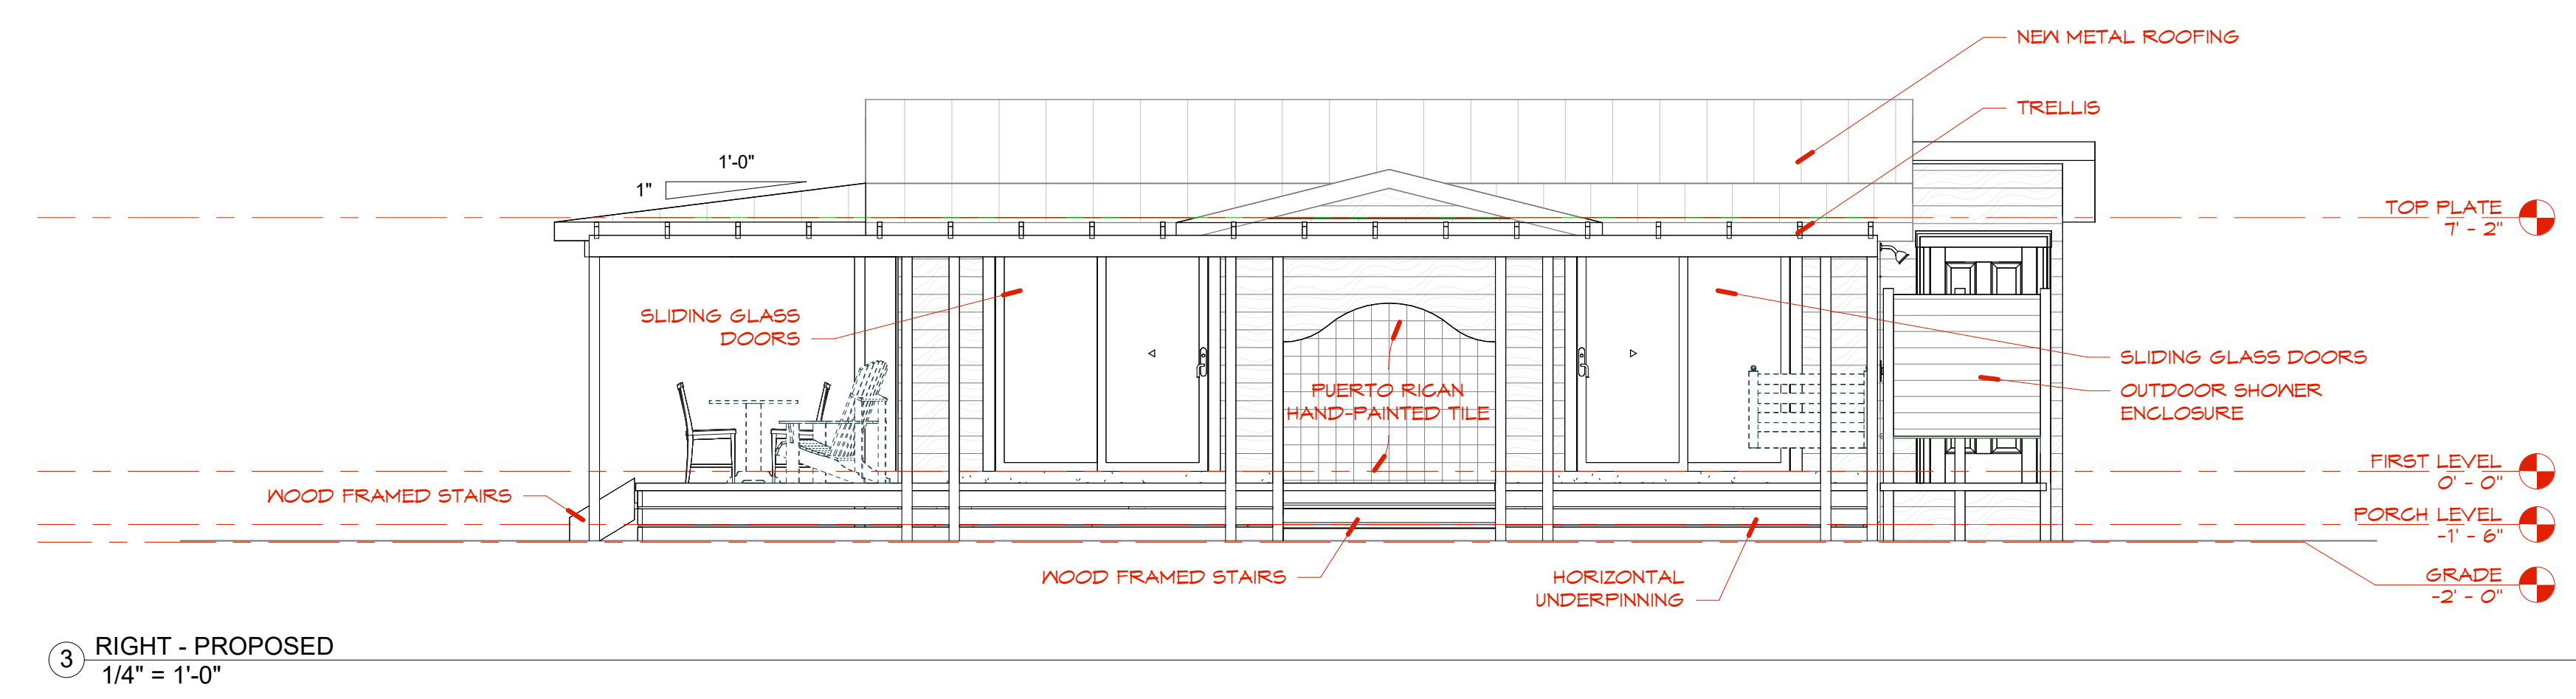 NEW METAL ROOFING
TRELLIS
1'-0"
1"
TOP PLATE
7' - 2"
SLIDING GLASS
DOORS
SLIDING GLASS DOORS
PUERTO RICAN
HAND-PAINTED TILE
OUTDOOR SHOWER
ENCLOSURE
FIRST LEVEL
0' - 0"
WOOD FRAMED STAIRS
PORCH LEVEL
-1' - 6"
WOOD FRAMED STAIRS
HORIZONTAL
UNDERPINNING
GRADE
-2' - 0"
3
RIGHT - PROPOSED
1/4" = 1'-0"